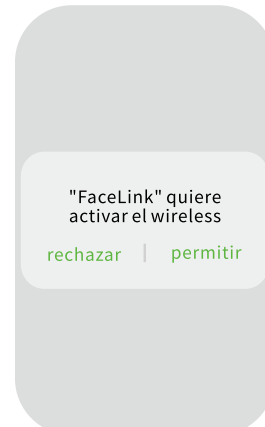 "FaceLink" quiere
activar el wireless
rechazar | permitir